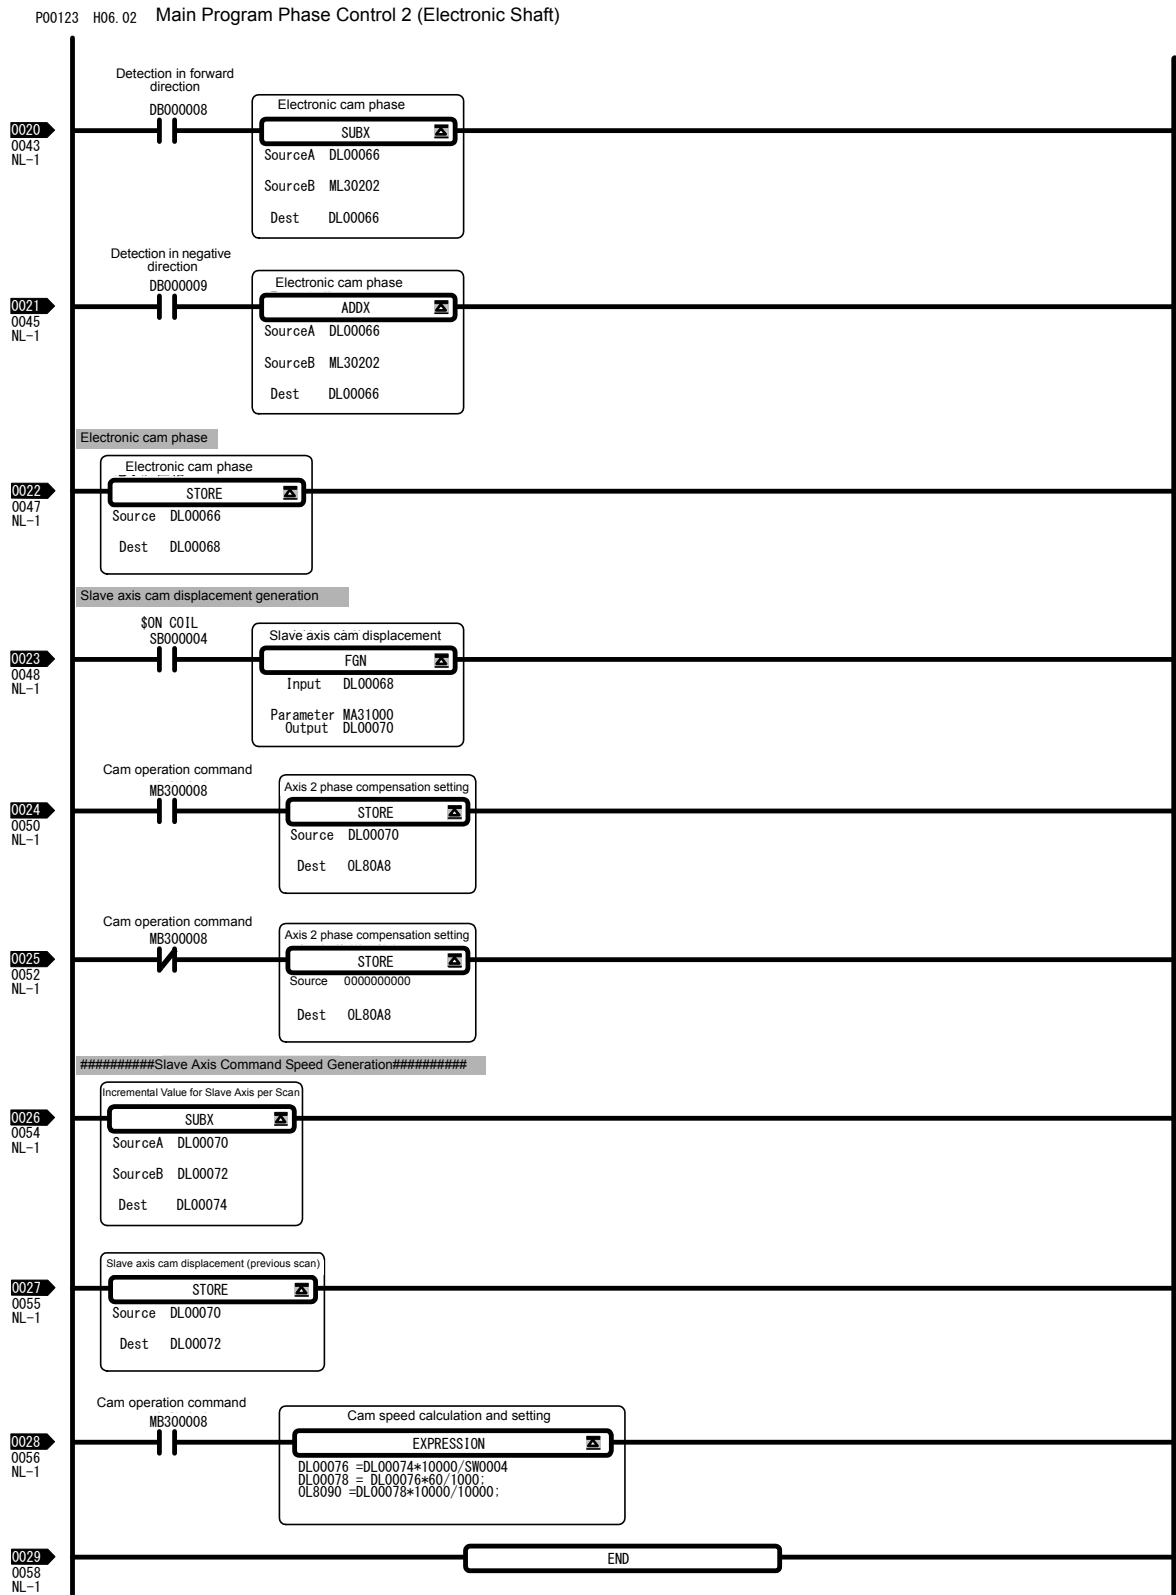 P00123 H06.02 Main Program Phase Control 2 (Electronic Shaft)
Detection in forward
direction
DB000008
Electronic cam phase
0020
0043
NL-1
SUBX
SourceA DL00066
SourceB ML30202
Dest DL00066
Detection in negative
direction
DB000009
Electronic cam phase
0021
0045
NL-1
ADDX
SourceA DL00066
SourceB ML30202
Dest DL00066
Electronic cam phase
Electronic cam phase
0022
0047
NL-1
STORE
Source DL00066
Dest DL00068
Slave axis cam displacement generation
$ON COIL
SB000004
Slave axis cam displacement
0023
0048
NL-1
FGN
Input DL00068
Parameter MA31000
Output DL00070
Cam operation command
MB300008
Axis 2 phase compensation setting
0024
0050
NL-1
STORE
Source DL00070
Dest OL80A8
Cam operation command
MB300008
Axis 2 phase compensation setting
0025
0052
NL-1
STORE
Source 0000000000
Dest OL80A8
##########Slave Axis Command Speed Generation##########
Incremental Value for Slave Axis per Scan
0026
0054
NL-1
SUBX
SourceA DL00070
SourceB DL00072
Dest DL00074
Slave axis cam displacement (previous scan)
0027
0055
NL-1
STORE
Source DL00070
Dest DL00072
Cam operation command
MB300008
Cam speed calculation and setting
0028
0056
NL-1
EXPRESSION
DL00076 =DL00074*10000/SW0004
DL00078 = DL00076*60/1000;
OL8090 =DL00078*10000/10000;
0029
0058
NL-1
END